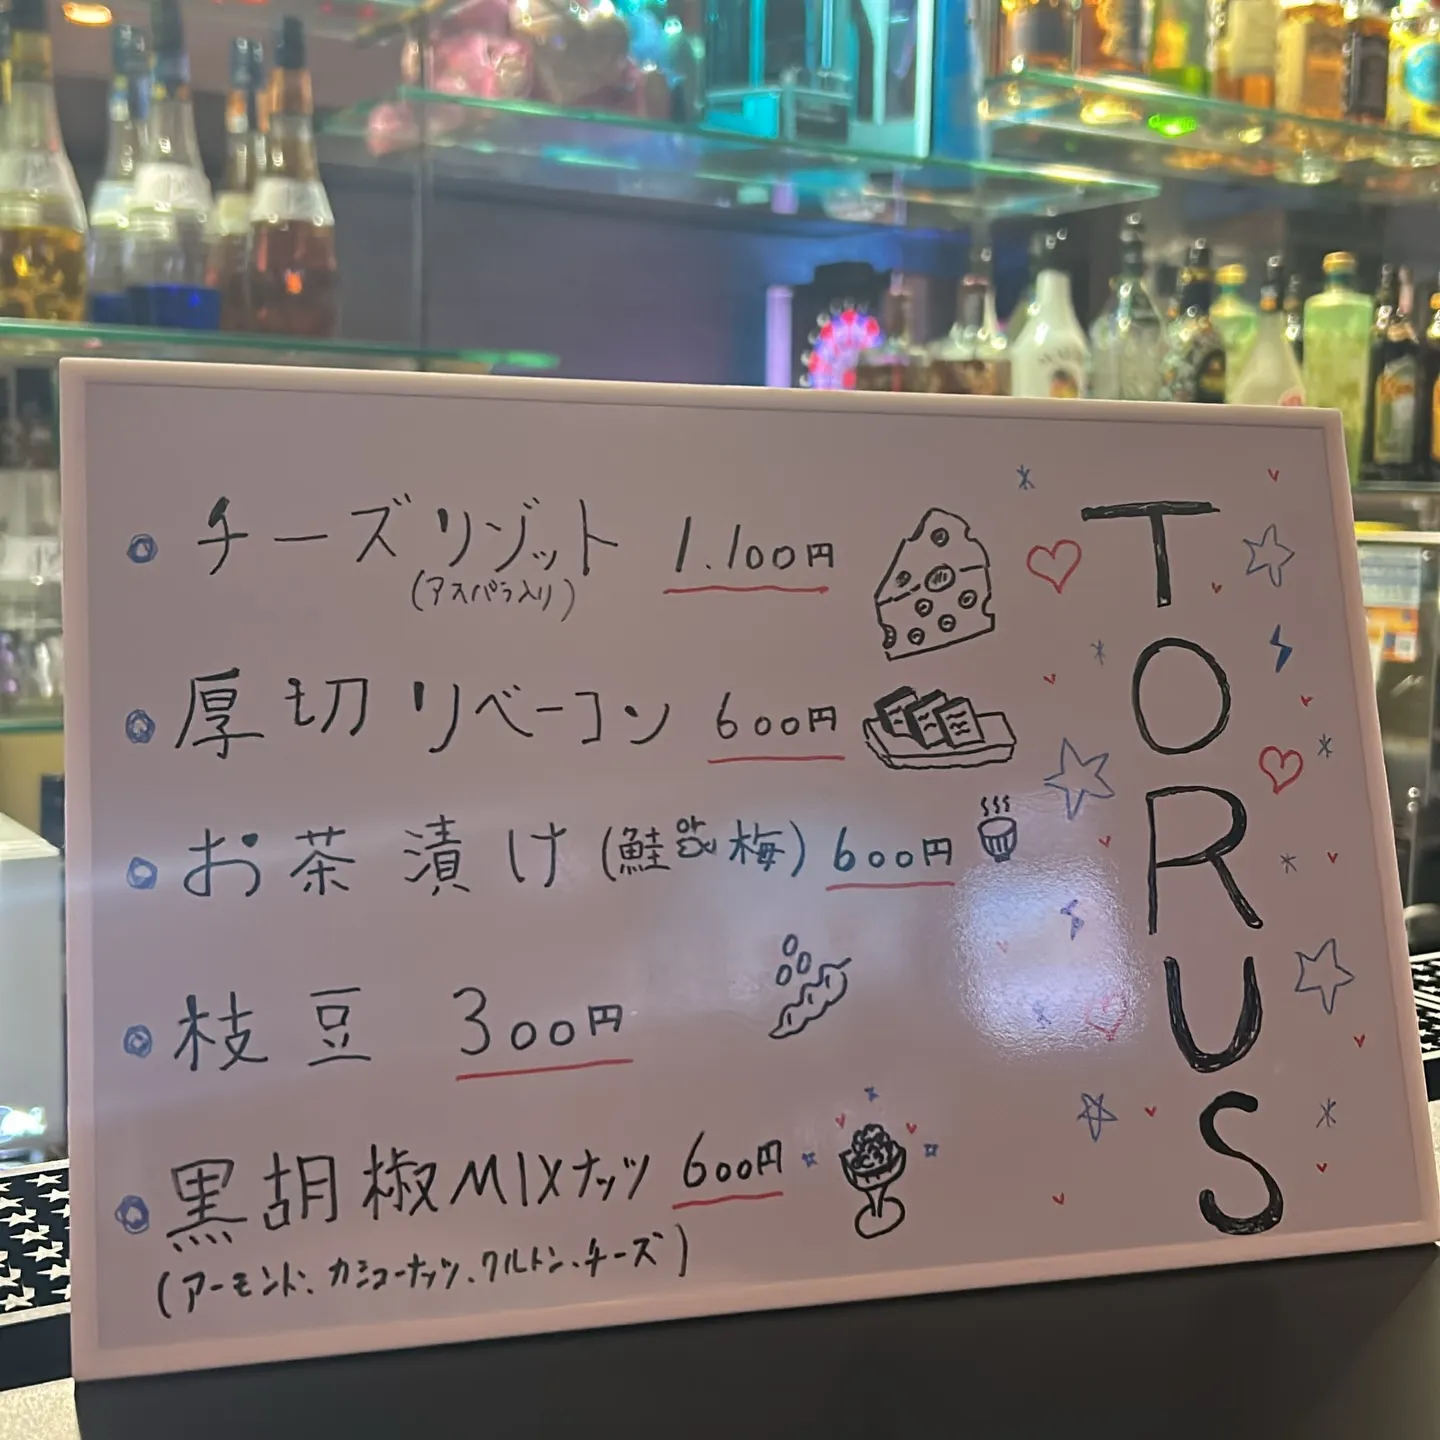 チーズリゾット 1.100円
(アスパラ入り)
厚切リベーコン 600円
お茶漬け (鮭or梅) 600円
枝豆 300円
黒胡椒MIXナッツ 600円
(アーモンド、カシューナッツ、クルトン、チーズ)
TORUS